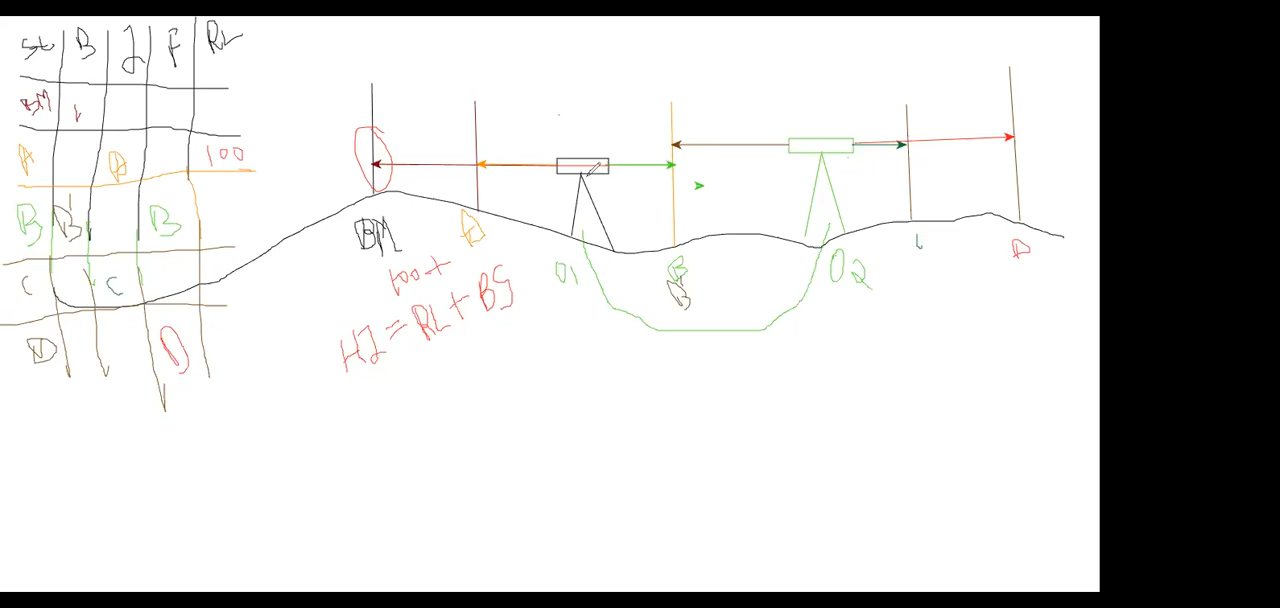 St B I F RL
BM
A A 100
B B B
C C
D D
BM
A
O1
B
B
O2
D
100+
HI = RL + BS